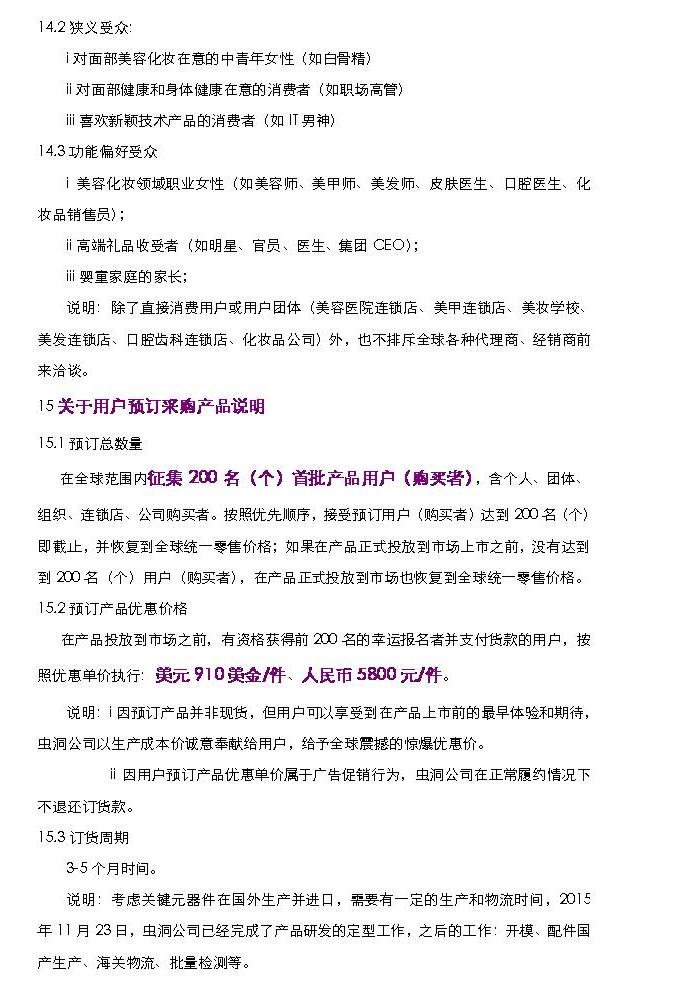 14.2 狭义受众:
i 对面部美容化妆在意的中青年女性（如白骨精）
ii 对面部健康和身体健康在意的消费者（如职场高管）
iii 喜欢新颖技术产品的消费者（如 IT 男神）
14.3 功能偏好受众
i 美容化妆领域职业女性（如美容师、美甲师、美发师、皮肤医生、口腔医生、化
妆品销售员）；
ii 高端礼品收受者（如明星、官员、医生、集团 CEO）；
iii 婴童家庭的家长；
说明：除了直接消费用户或用户团体（美容医院连锁店、美甲连锁店、美妆学校、
美发连锁店、口腔齿科连锁店、化妆品公司）外，也不排斥全球各种代理商、经销商前
来洽谈。
15 关于用户预订采购产品说明
15.1 预订总数量
在全球范围内征集 200 名（个）首批产品用户（购买者），含个人、团体、
组织、连锁店、公司购买者。按照优先顺序，接受预订用户（购买者）达到 200 名（个）
即截止，并恢复到全球统一零售价格；如果在产品正式投放到市场上市之前，没有达到
到 200 名（个）用户（购买者），在产品正式投放到市场也恢复到全球统一零售价格。
15.2 预订产品优惠价格
在产品投放到市场之前，有资格获得前 200 名的幸运报名者并支付货款的用户，按
照优惠单价执行：美元 910 美金/件、人民币 5800 元/件。
说明：i 因预订产品并非现货，但用户可以享受到在产品上市前的最早体验和期待，
虫洞公司以生产成本价诚意奉献给用户，给予全球震撼的惊爆优惠价。
ii 因用户预订产品优惠单价属于广告促销行为，虫洞公司在正常履约情况下
不退还订货款。
15.3 订货周期
3-5 个月时间。
说明：考虑关键元器件在国外生产并进口，需要有一定的生产和物流时间，2015
年 11 月 23 日，虫洞公司已经完成了产品研发的定型工作，之后的工作：开模、配件国
产生产、海关物流、批量检测等。